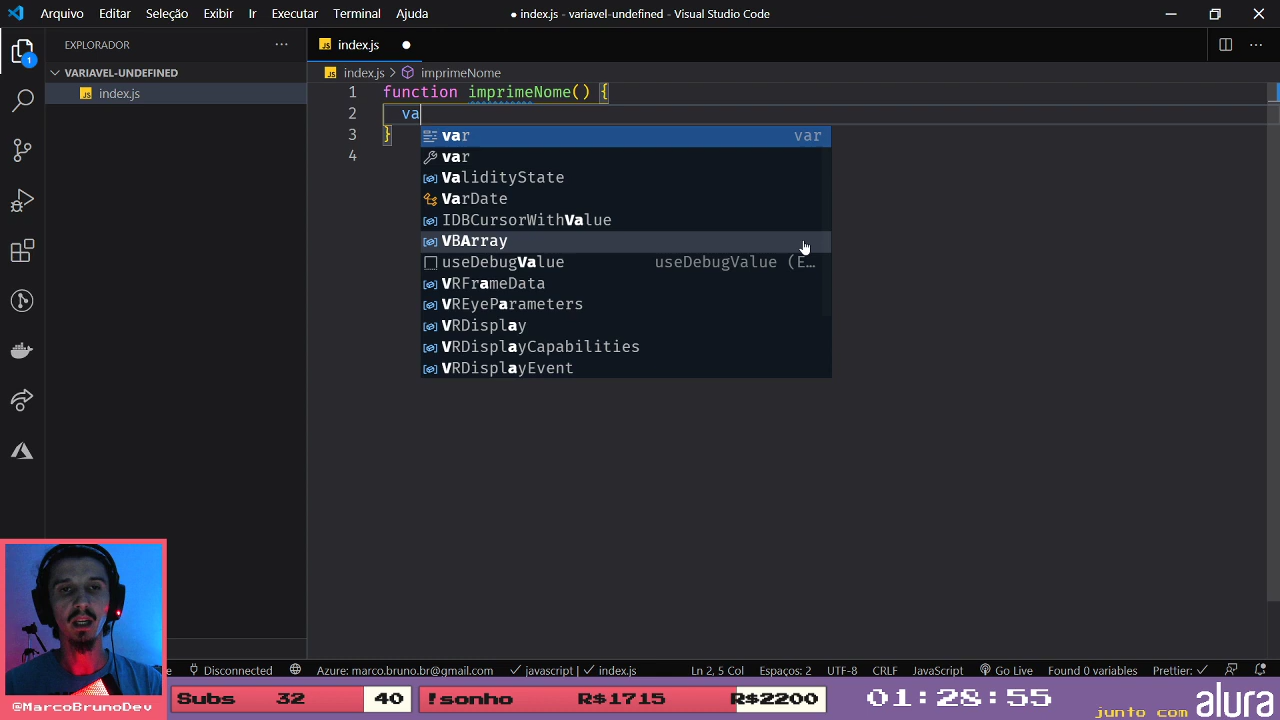 Arquivo Editar Seleção Exibir Ir Executar Terminal Ajuda
● index.js - variavel-undefined - Visual Studio Code
EXPLORADOR
JS index.js
1
VARIAVEL-UNDEFINED
JS index.js
JS index.js > imprimeNome
1 function imprimeNome() {
2 va
3 }
4
var var
var
ValidityState
VarDate
IDBCursorWithValue
VBArray
useDebugValue useDebugValue (E…
VRFrameData
VREyeParameters
VRDisplay
VRDisplayCapabilities
VRDisplayEvent
Disconnected
Azure: marco.bruno.br@gmail.com
javascript | index.js
Ln 2, 5 Col
Espaços: 2
UTF-8
CRLF
JavaScript
Go Live
Found 0 variables
Prettier:
@MarcoBrunoDev
Subs 32 40
!sonho R$1715 R$2200
01:28:55
junto com alura